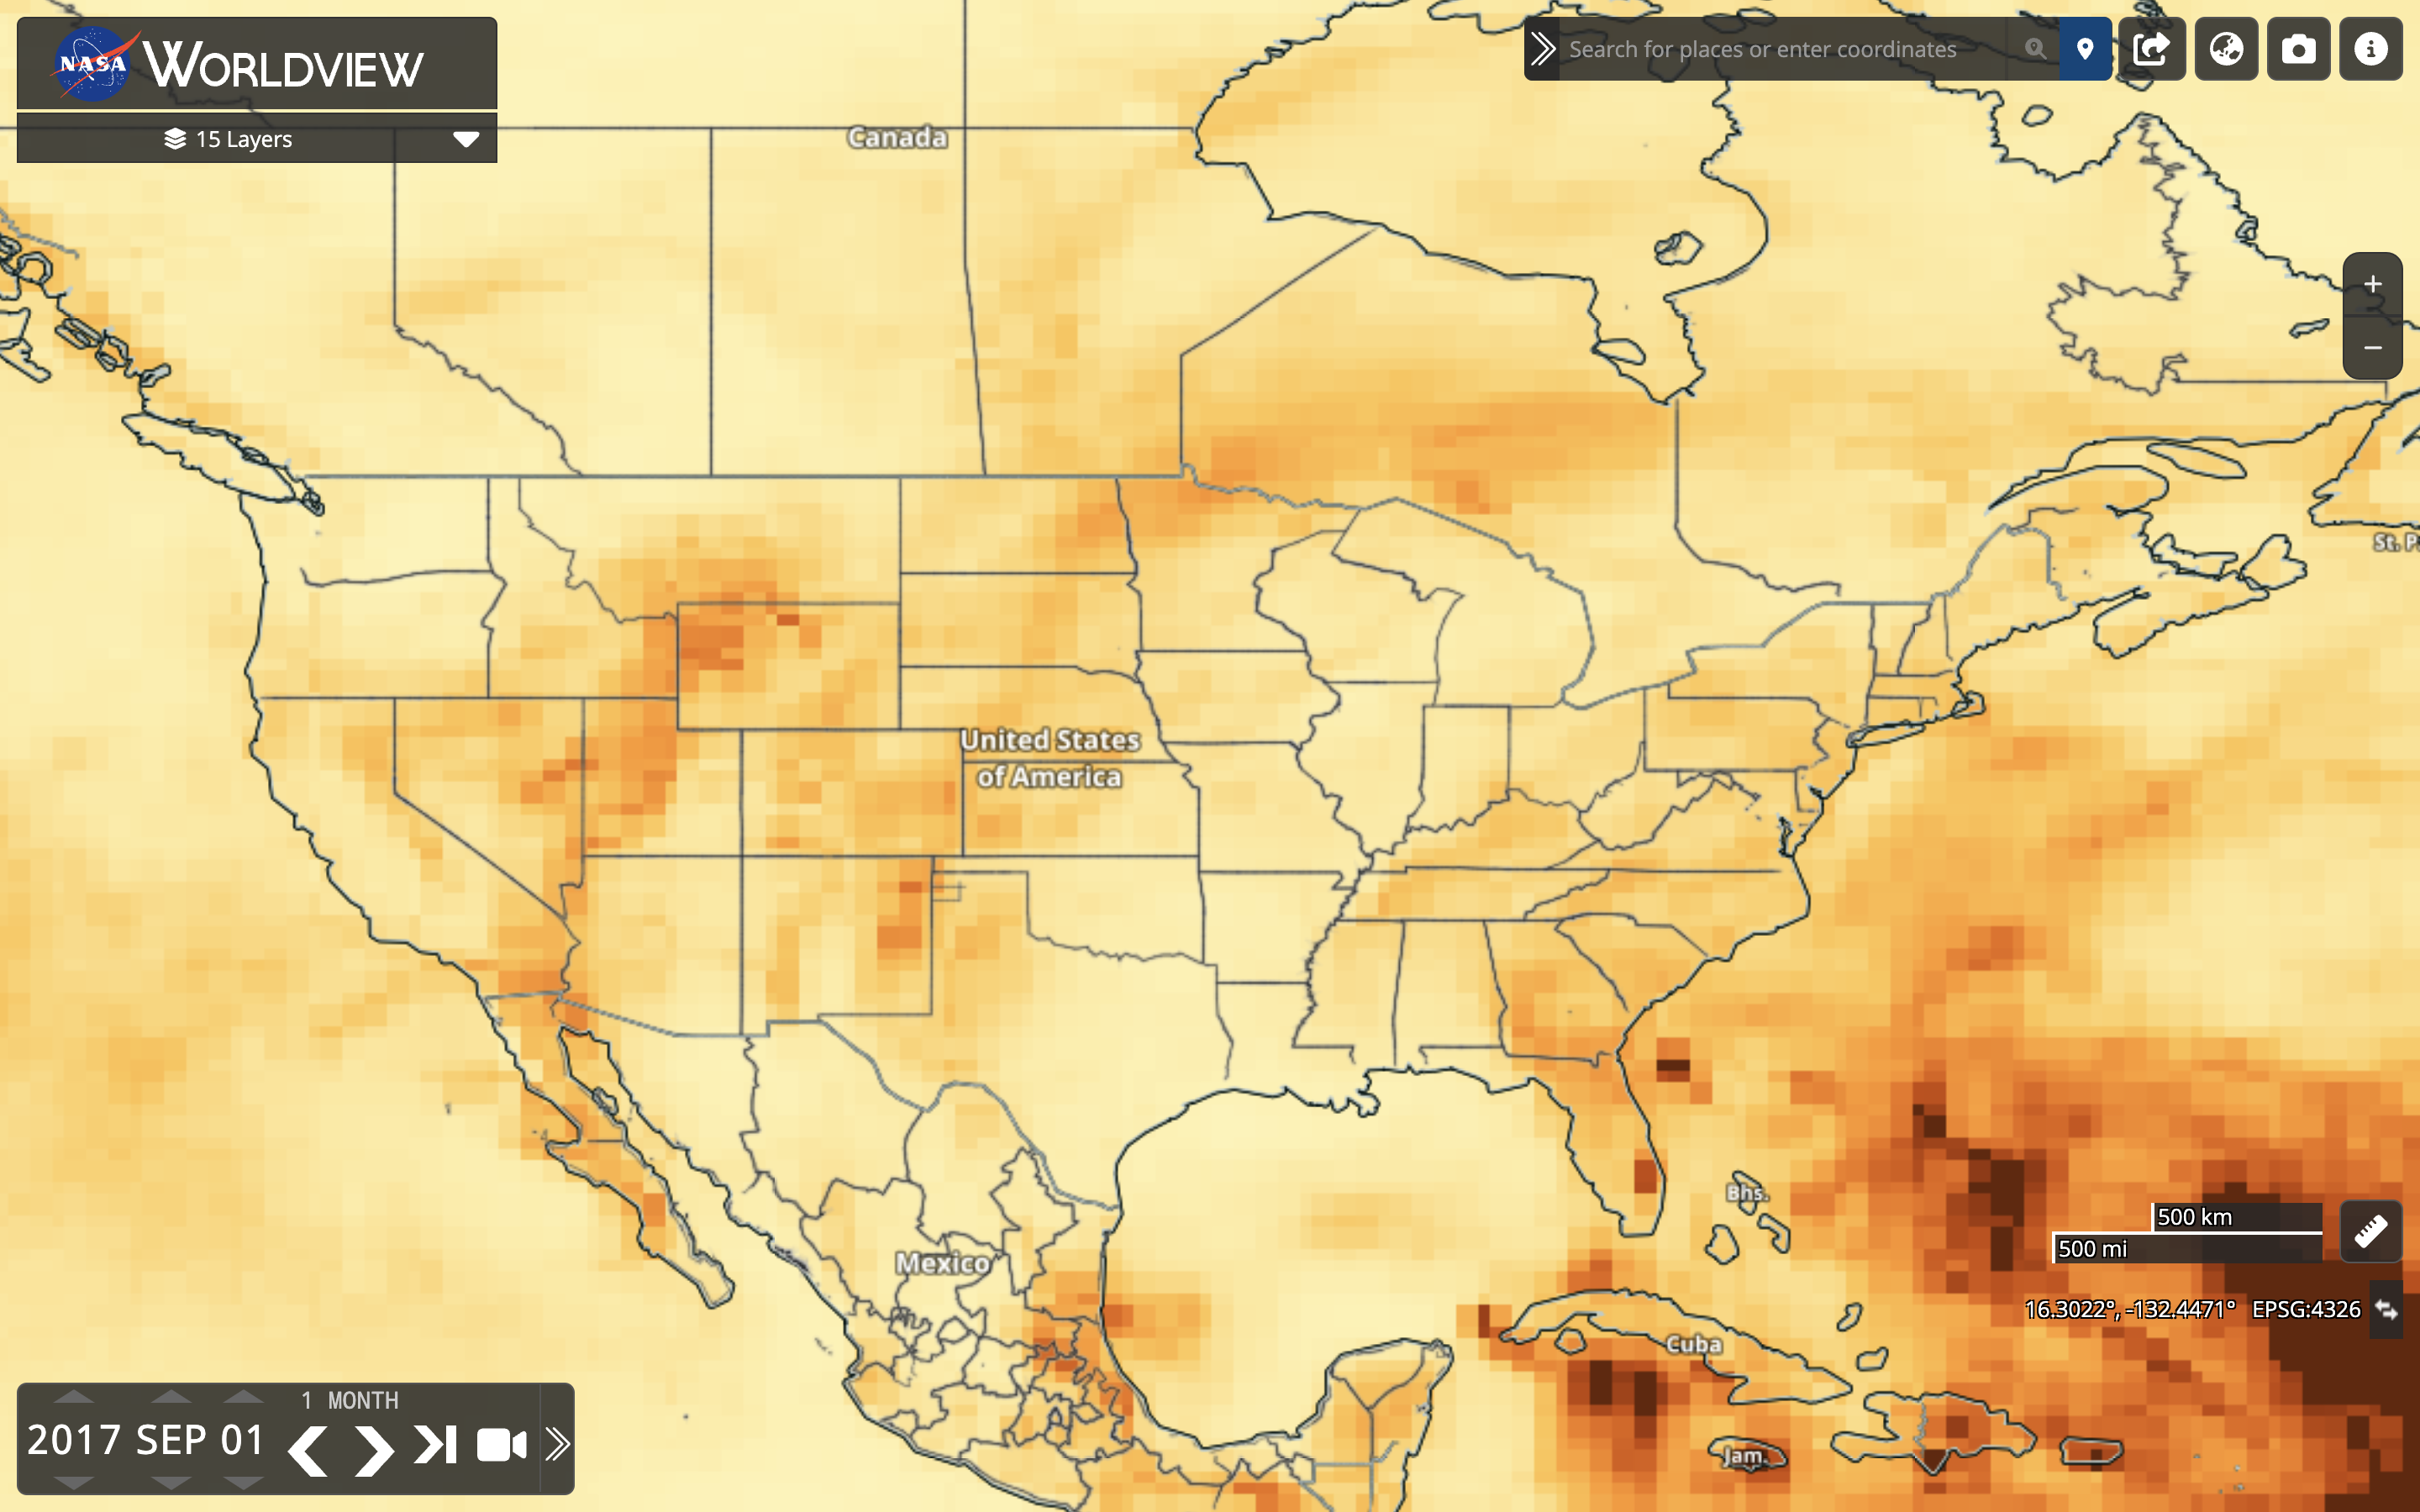 NASA WORLDVIEW
Search for places or enter coordinates
15 Layers
Canada
+
−
United States
of America
Bhs.
500 km
500 mi
Mexico
16.3022°, -132.4471° EPSG:4326
Cuba
1 MONTH
2017 SEP 01
Jam.